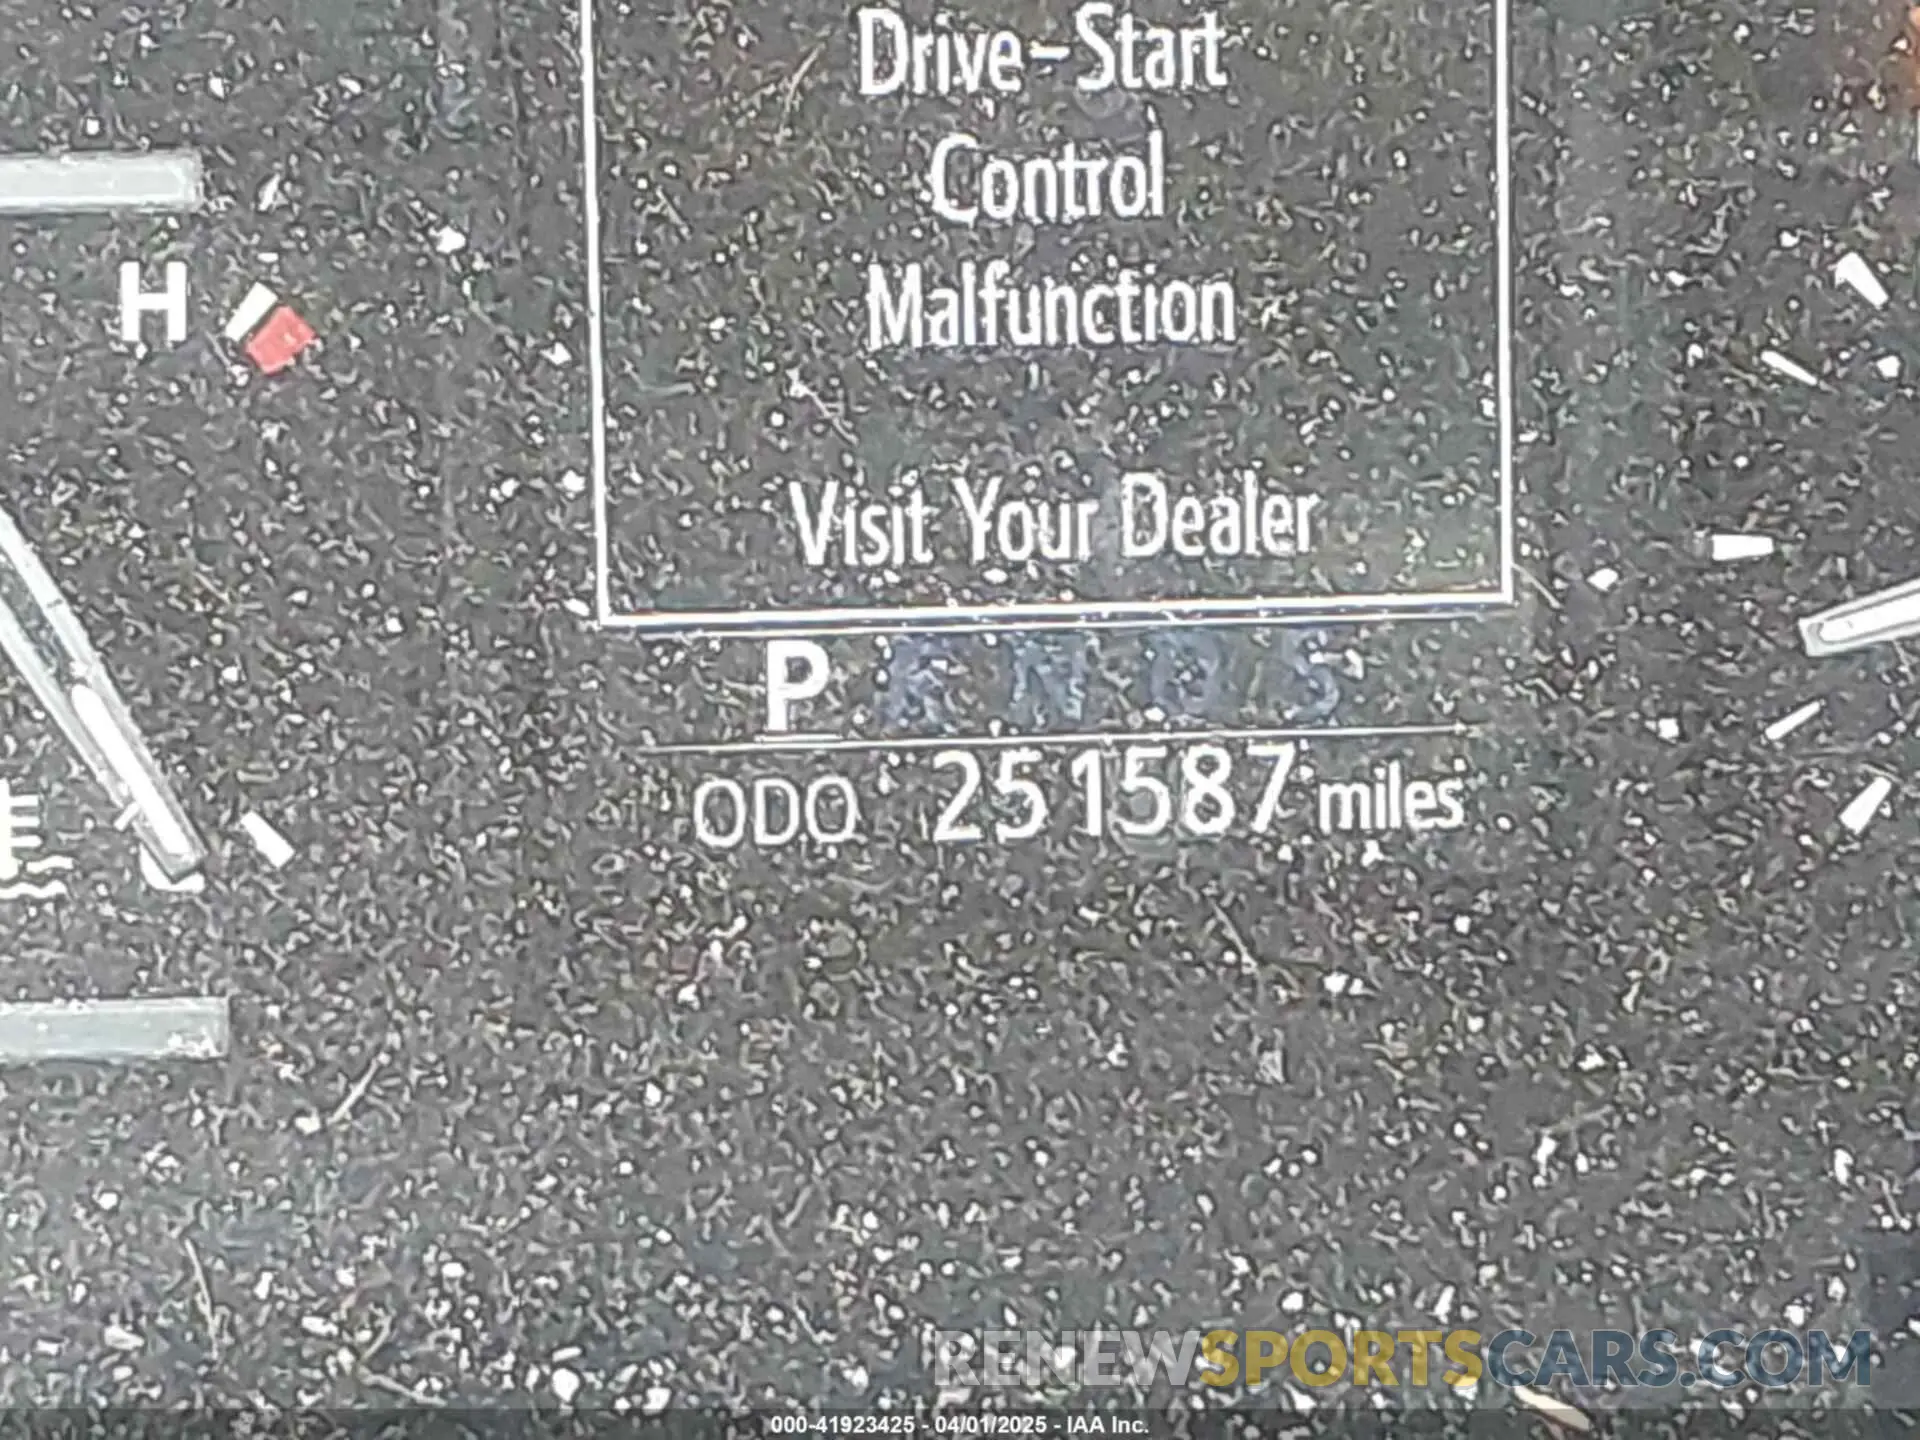 Drive-Start
Control
Malfunction
Visit Your Dealer
H
P R N D S
ODO 251587 miles
C
RENEWSPORTSCARS.COM
000-41923425 - 04/01/2025 - IAA Inc.